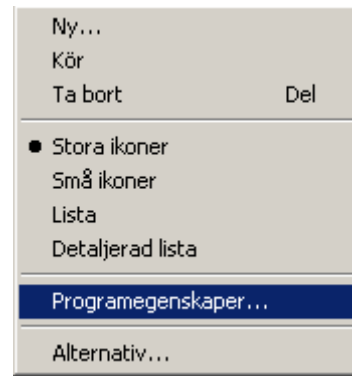 Ny...
Kör
Ta bort Del
Stora ikoner
Små ikoner
Lista
Detaljerad lista
Programegenskaper...
Alternativ...